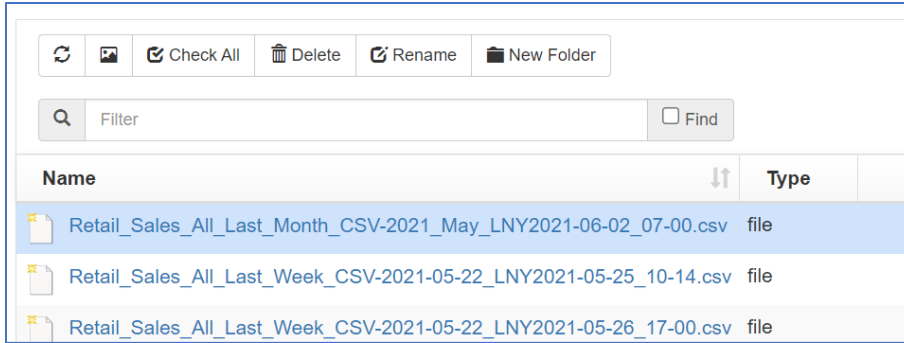 Check All Delete Rename New Folder
Filter Find
Name Type
Retail_Sales_All_Last_Month_CSV-2021_May_LNY2021-06-02_07-00.csv file
Retail_Sales_All_Last_Week_CSV-2021-05-22_LNY2021-05-25_10-14.csv file
Retail_Sales_All_Last_Week_CSV-2021-05-22_LNY2021-05-26_17-00.csv file